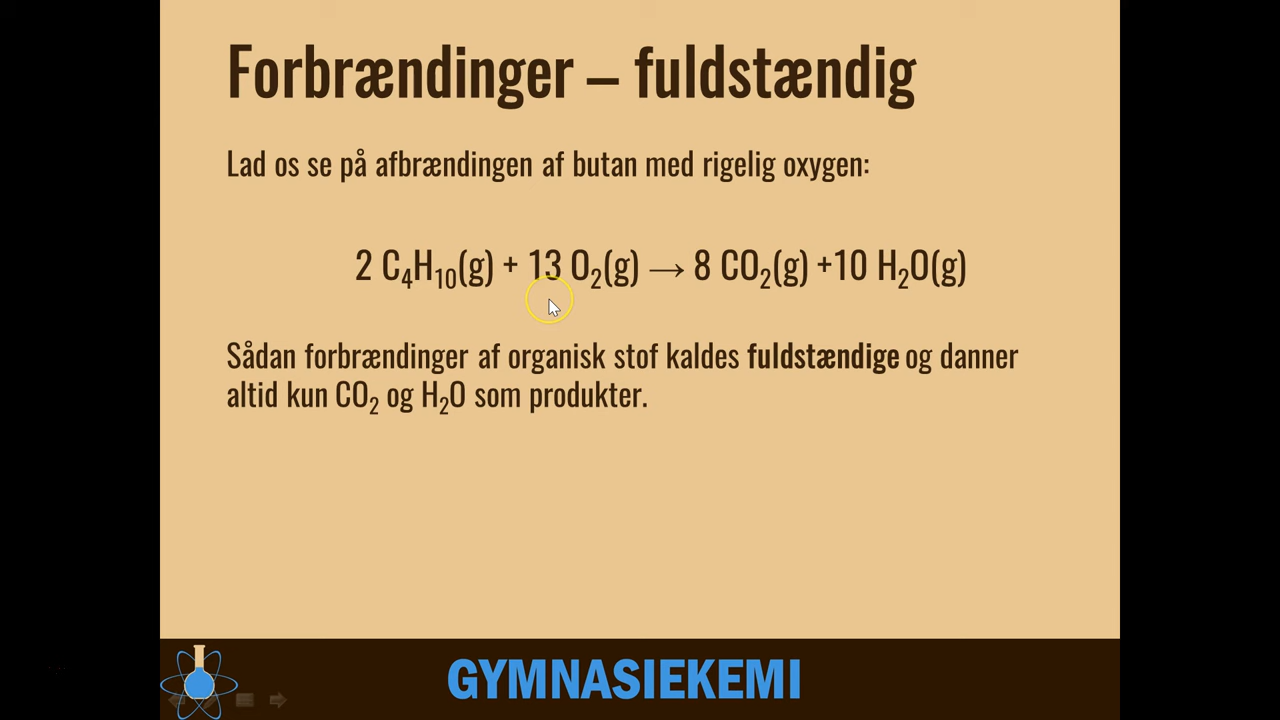 Forbrændinger – fuldstændig
Lad os se på afbrændingen af butan med rigelig oxygen:
2 C₄H₁₀(g) + 13 O₂(g) → 8 CO₂(g) +10 H₂O(g)
Sådan forbrændinger af organisk stof kaldes fuldstændige og danner
altid kun CO₂ og H₂O som produkter.
GYMNASIEKEMI